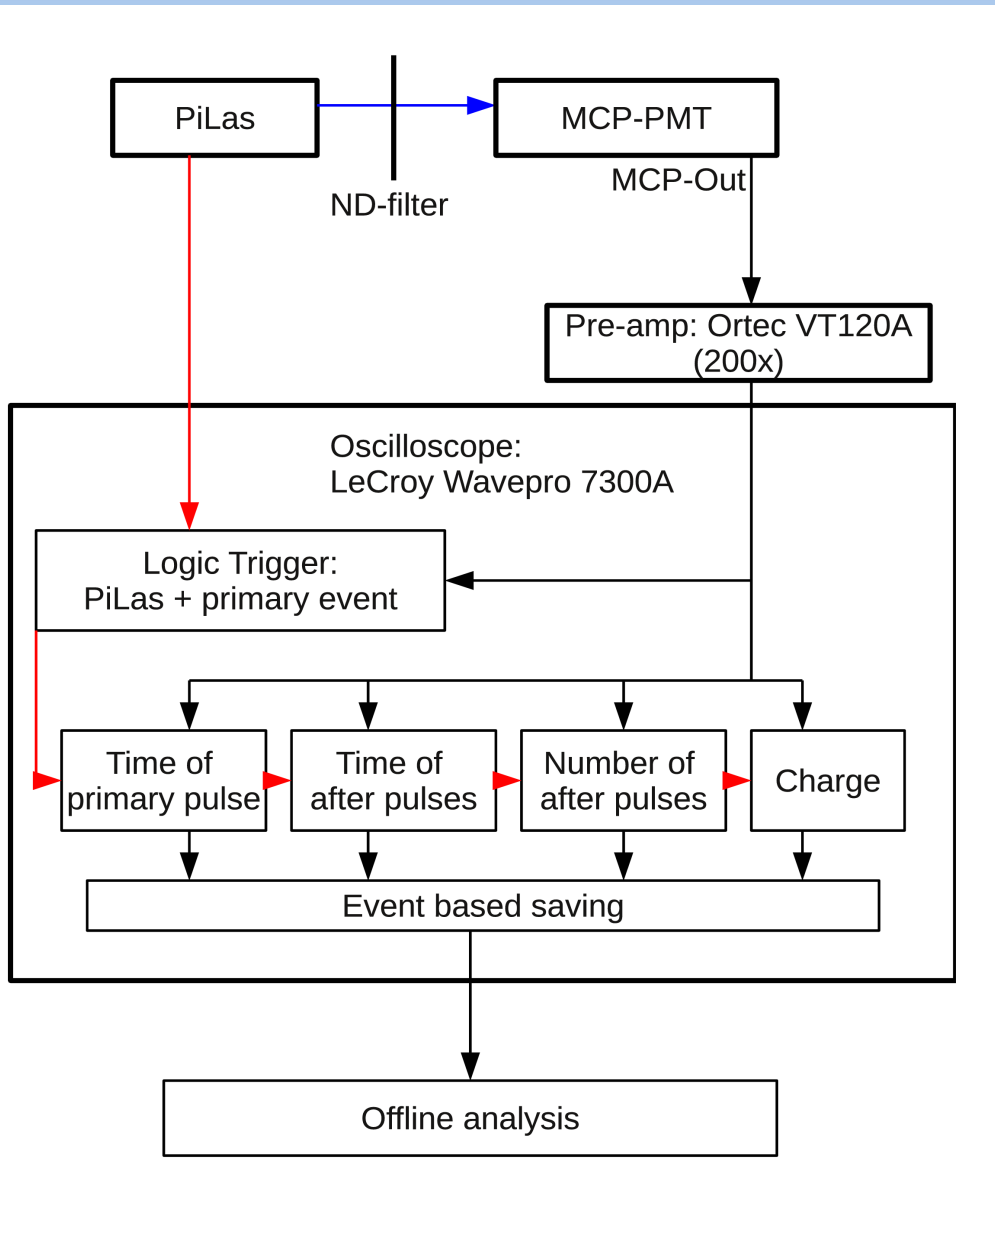 PiLas
MCP-PMT
ND-filter
MCP-Out
Pre-amp: Ortec VT120A
(200x)
Oscilloscope:
LeCroy Wavepro 7300A
Logic Trigger:
PiLas + primary event
Time of
primary pulse
Time of
after pulses
Number of
after pulses
Charge
Event based saving
Offline analysis